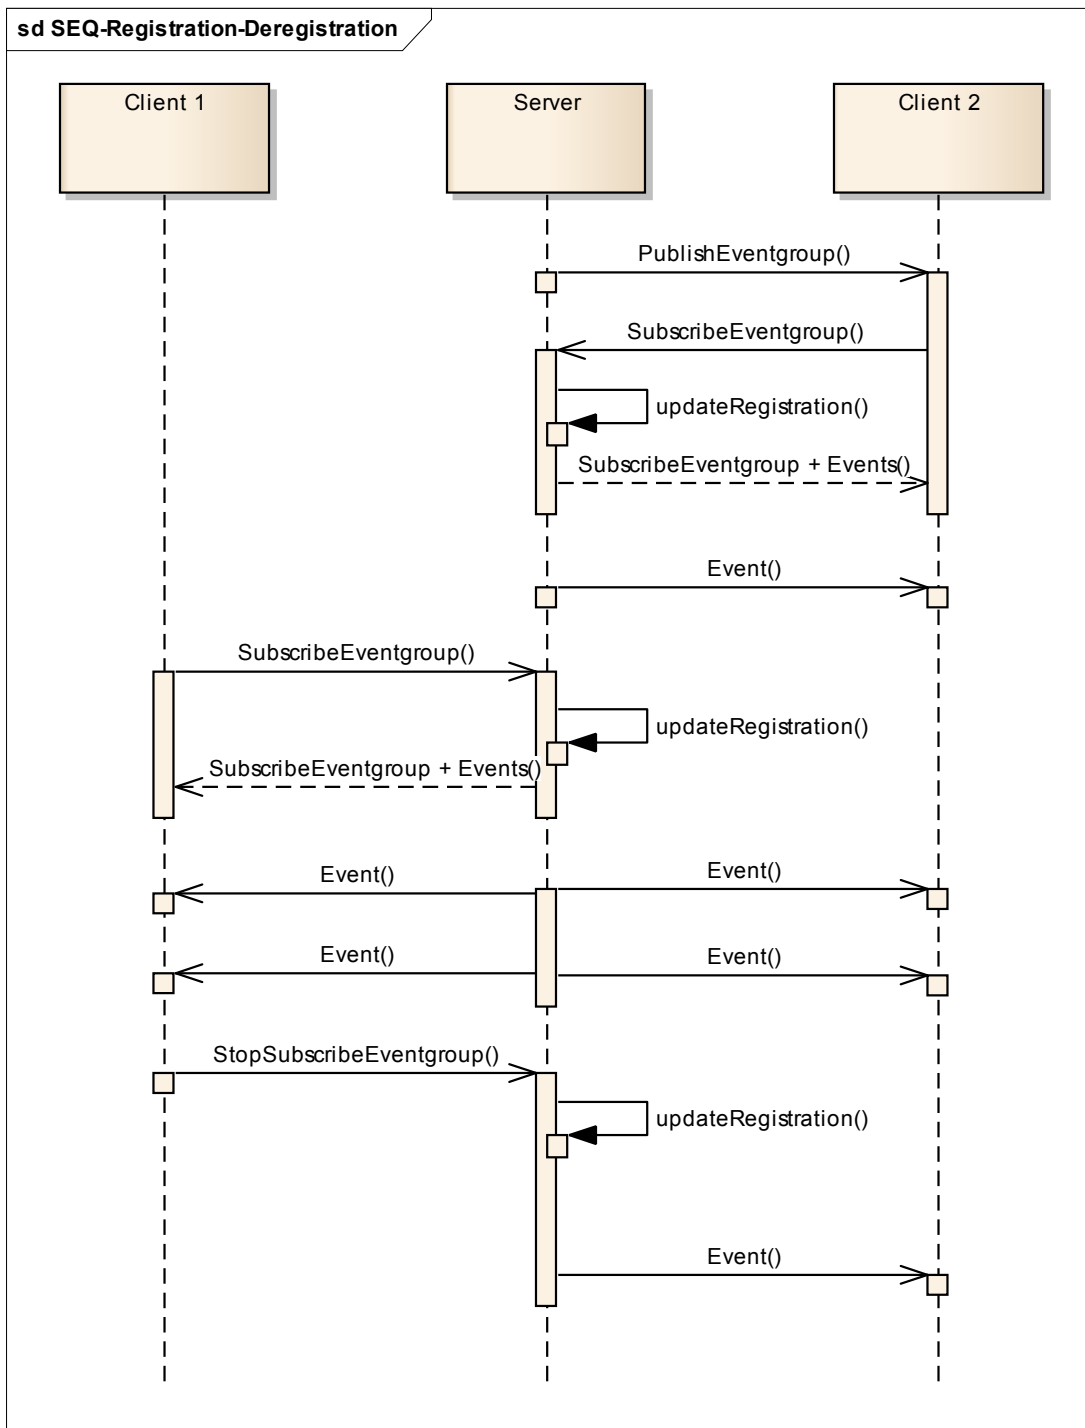 sd SEQ-Registration-Deregistration
Client 1
Server
Client 2
PublishEventgroup()
SubscribeEventgroup()
updateRegistration()
SubscribeEventgroup + Events()
Event()
SubscribeEventgroup()
updateRegistration()
SubscribeEventgroup + Events()
Event()
Event()
Event()
Event()
StopSubscribeEventgroup()
updateRegistration()
Event()